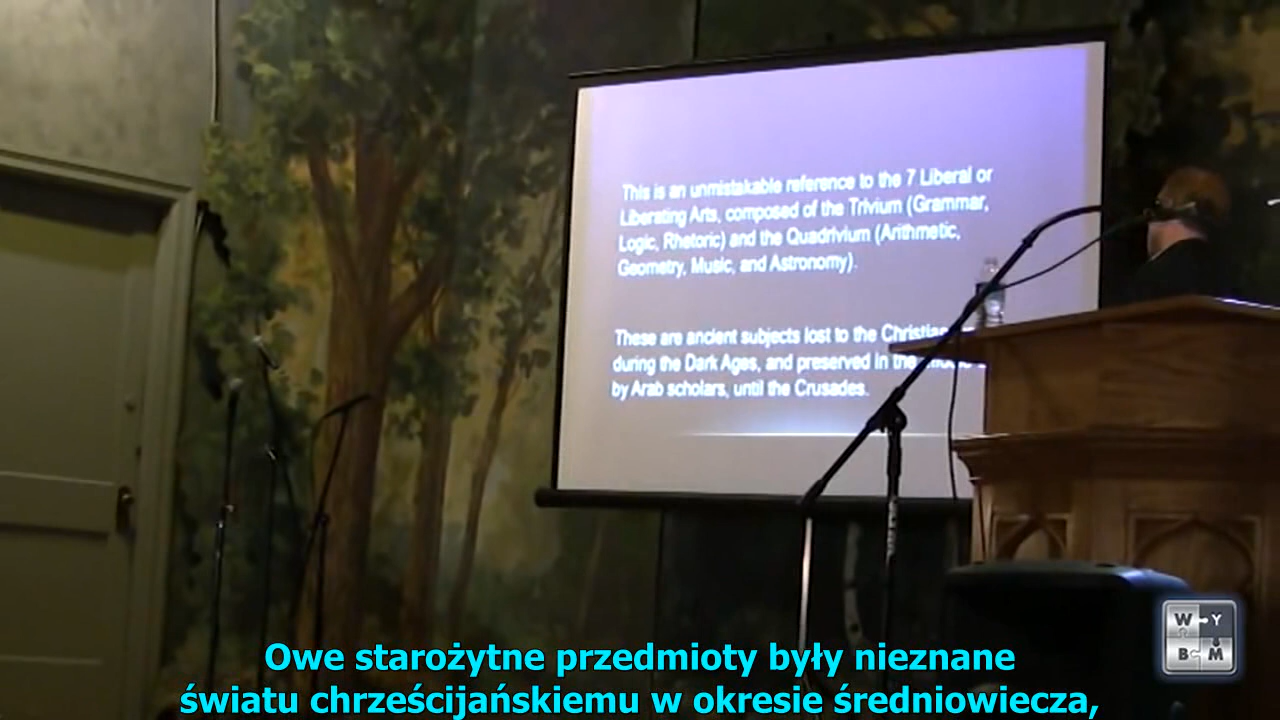 This is an unmistakable reference to the 7 Liberal or
Liberating Arts, composed of the Trivium (Grammar,
Logic, Rhetoric) and the Quadrivium (Arithmetic,
Geometry, Music, and Astronomy).
These are ancient subjects lost to the Christian
during the Dark Ages, and preserved in the
by Arab scholars, until the Crusades.
W Y
B M
Owe starożytne przedmioty były nieznane
światu chrześcijańskiemu w okresie średniowiecza,